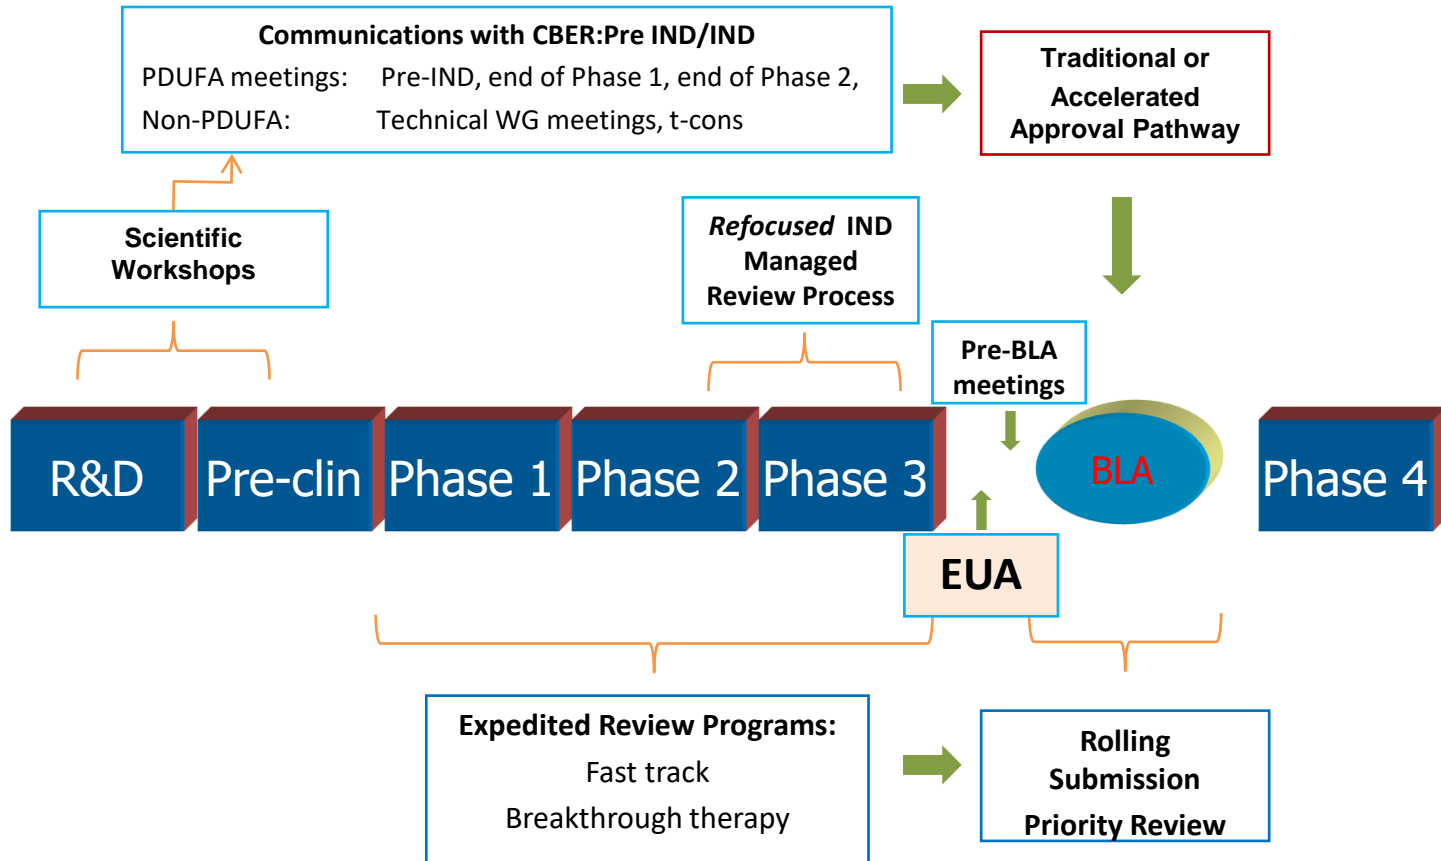 Communications with CBER:Pre IND/IND
PDUFA meetings: Pre-IND, end of Phase 1, end of Phase 2,
Non-PDUFA: Technical WG meetings, t-cons
Traditional or
Accelerated
Approval Pathway
Scientific
Workshops
Refocused IND
Managed
Review Process
Pre-BLA
meetings
R&D
Pre-clin
Phase 1
Phase 2
Phase 3
BLA
Phase 4
EUA
Expedited Review Programs:
Fast track
Breakthrough therapy
Rolling
Submission
Priority Review